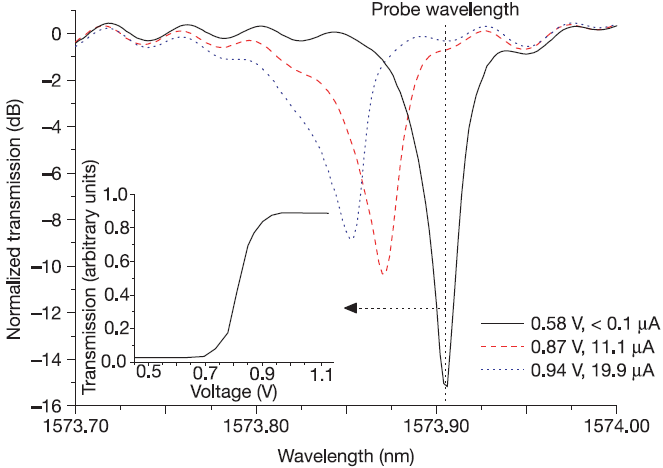 Probe wavelength
Normalized transmission (dB)
0
−2
−4
−6
−8
−10
−12
−14
−16
1573.70
1573.80
1573.90
1574.00
Wavelength (nm)
Transmission (arbitrary units)
1.0
0.8
0.6
0.4
0.2
0.0
0.5
0.7
0.9
1.1
Voltage (V)
0.58 V, < 0.1 μA
0.87 V, 11.1 μA
0.94 V, 19.9 μA